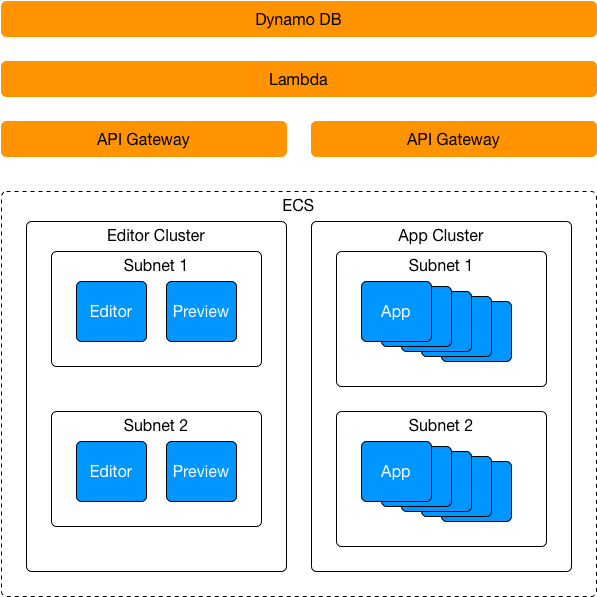 Dynamo DB
Lambda
API Gateway
API Gateway
ECS
Editor Cluster
Subnet 1
Editor
Preview
Subnet 2
Editor
Preview
App Cluster
Subnet 1
App
Subnet 2
App